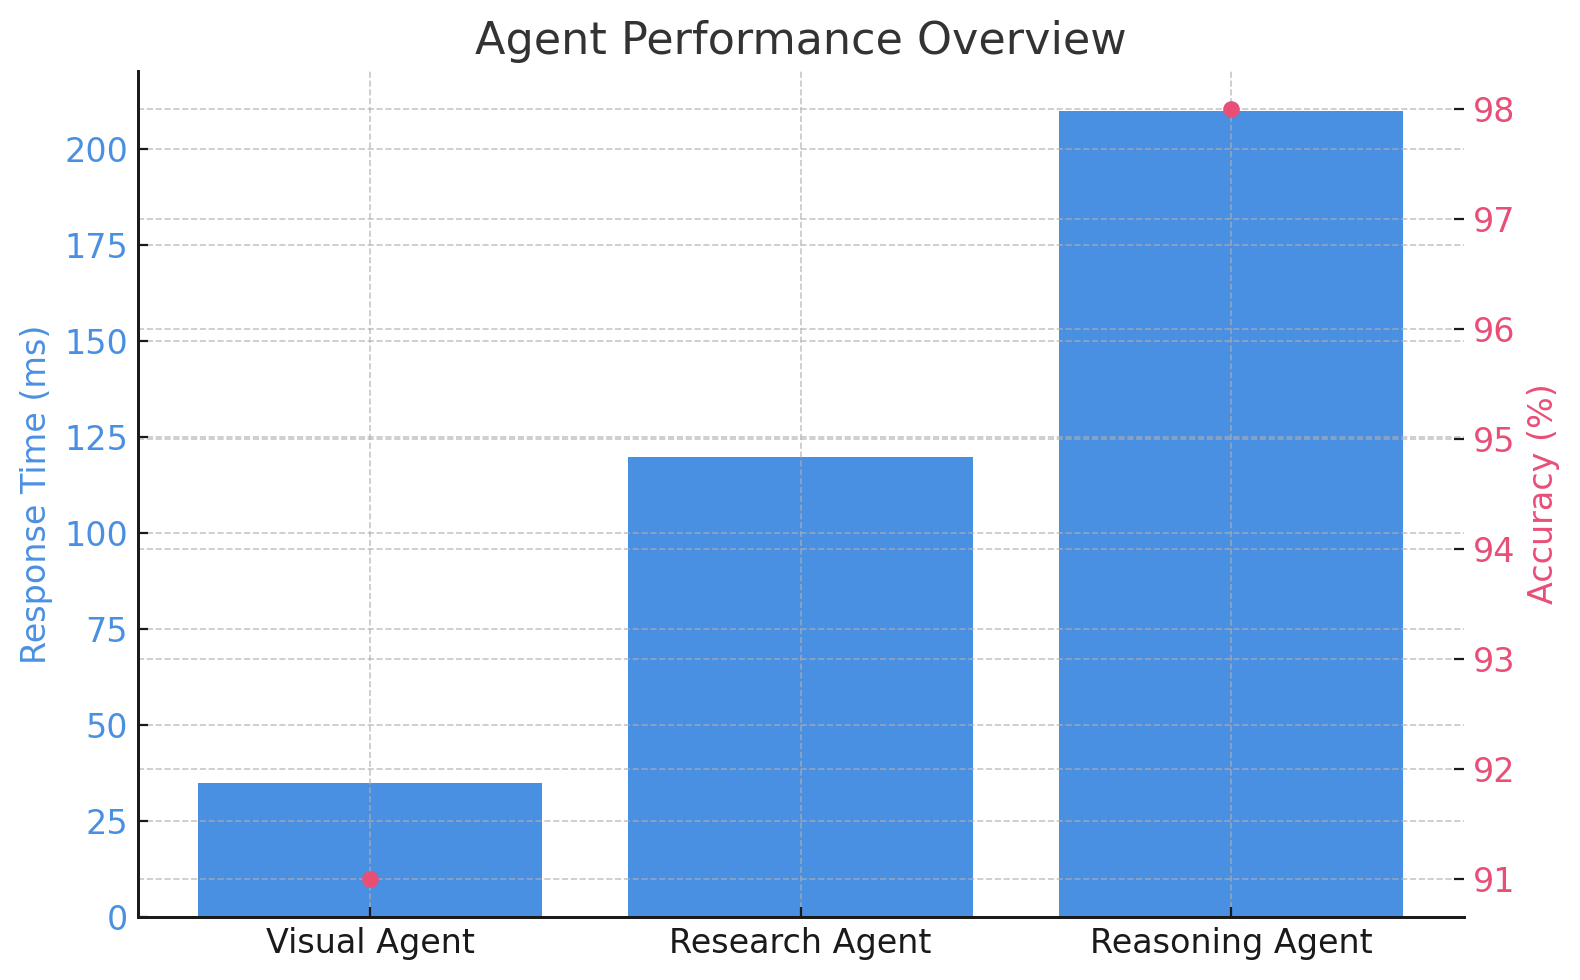 Agent Performance Overview
Response Time (ms)
200
175
150
125
100
75
50
25
0
98
97
96
95
94
93
92
91
Accuracy (%)
Visual Agent
Research Agent
Reasoning Agent